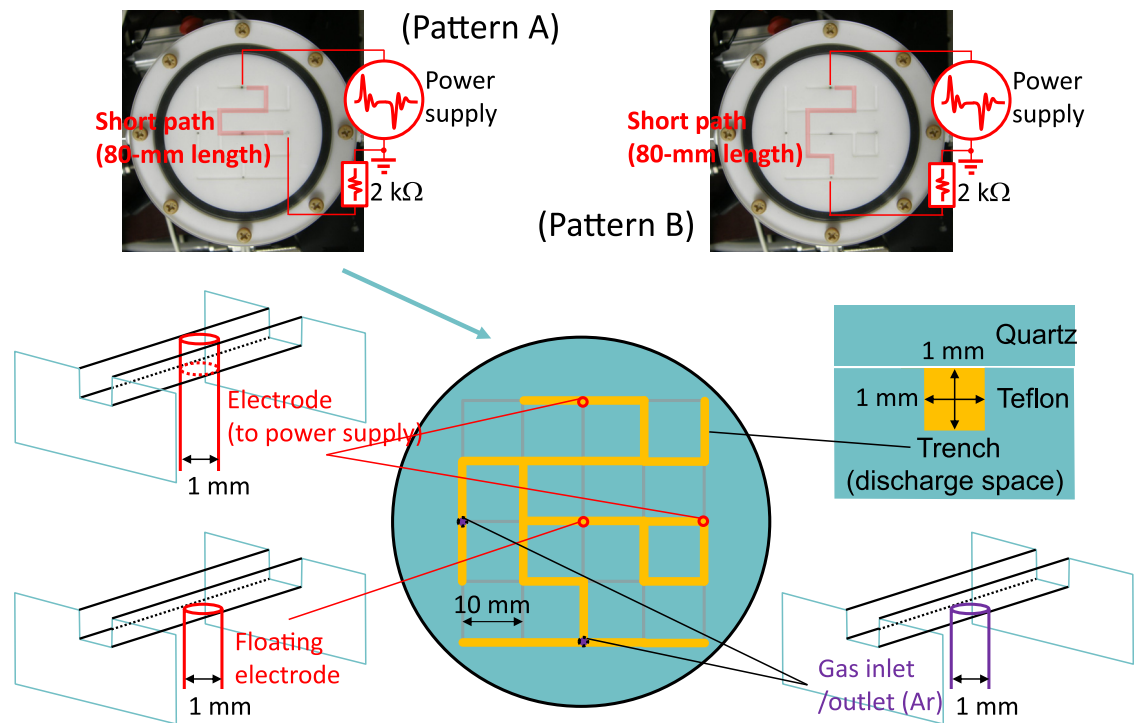 (Pattern A)
Power
supply
Short path
(80-mm length)
2 kΩ
Power
supply
Short path
(80-mm length)
2 kΩ
(Pattern B)
Electrode
(to power supply)
1 mm
Quartz
1 mm
1 mm
Teflon
Trench
(discharge space)
10 mm
Floating
electrode
1 mm
Gas inlet
/outlet (Ar)
1 mm